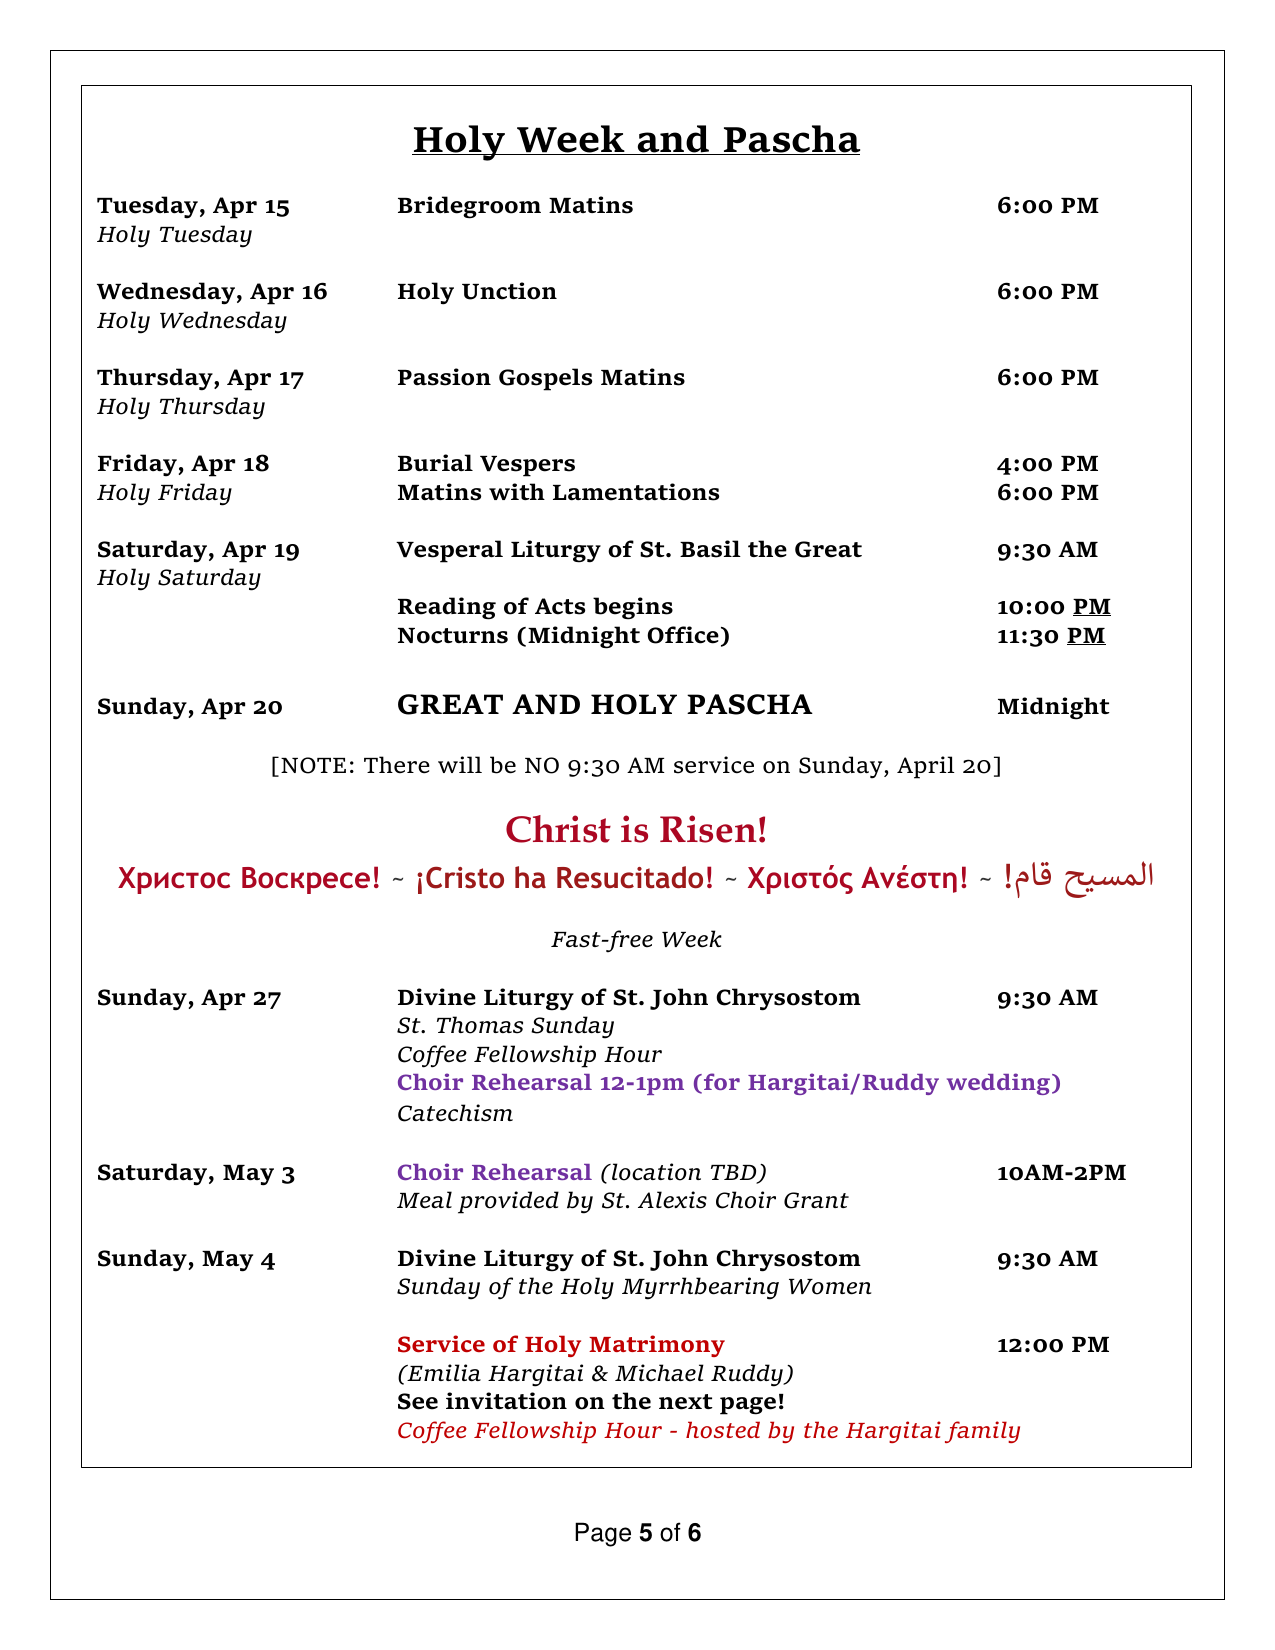 Holy Week and Pascha
Tuesday, Apr 15 Bridegroom Matins 6:00 PM
Holy Tuesday
Wednesday, Apr 16 Holy Unction 6:00 PM
Holy Wednesday
Thursday, Apr 17 Passion Gospels Matins 6:00 PM
Holy Thursday
Friday, Apr 18 Burial Vespers 4:00 PM
Holy Friday Matins with Lamentations 6:00 PM
Saturday, Apr 19 Vesperal Liturgy of St. Basil the Great 9:30 AM
Holy Saturday
Reading of Acts begins 10:00 PM
Nocturns (Midnight Office) 11:30 PM
Sunday, Apr 20 GREAT AND HOLY PASCHA Midnight
[NOTE: There will be NO 9:30 AM service on Sunday, April 20]
Christ is Risen!
Христос Воскресе! ~ ¡Cristo ha Resucitado! ~ Χριστός Ανέστη! ~ المسيح قام!
Fast-free Week
Sunday, Apr 27 Divine Liturgy of St. John Chrysostom 9:30 AM
St. Thomas Sunday
Coffee Fellowship Hour
Choir Rehearsal 12-1pm (for Hargitai/Ruddy wedding)
Catechism
Saturday, May 3 Choir Rehearsal (location TBD) 10AM-2PM
Meal provided by St. Alexis Choir Grant
Sunday, May 4 Divine Liturgy of St. John Chrysostom 9:30 AM
Sunday of the Holy Myrrhbearing Women
Service of Holy Matrimony 12:00 PM
(Emilia Hargitai & Michael Ruddy)
See invitation on the next page!
Coffee Fellowship Hour - hosted by the Hargitai family
Page 5 of 6